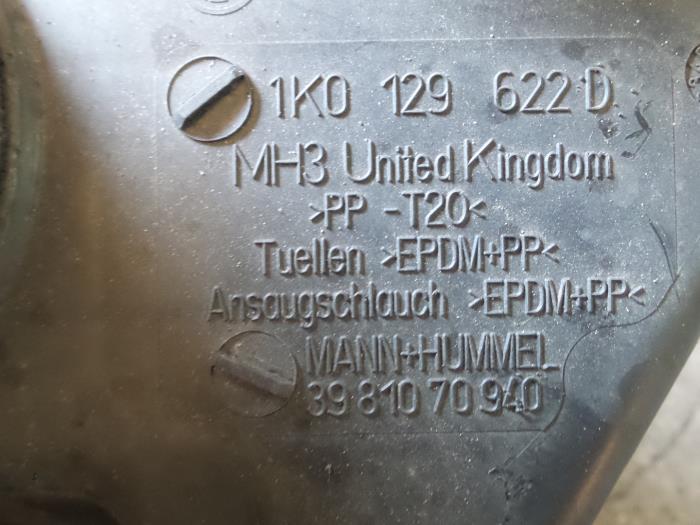 1K0 129 622 D
MH3 United Kingdom
>PP -T20<
Tuellen >EPDM+PP<
Ansaugschlauch >EPDM+PP<
MANN+HUMMEL
39 810 70 940